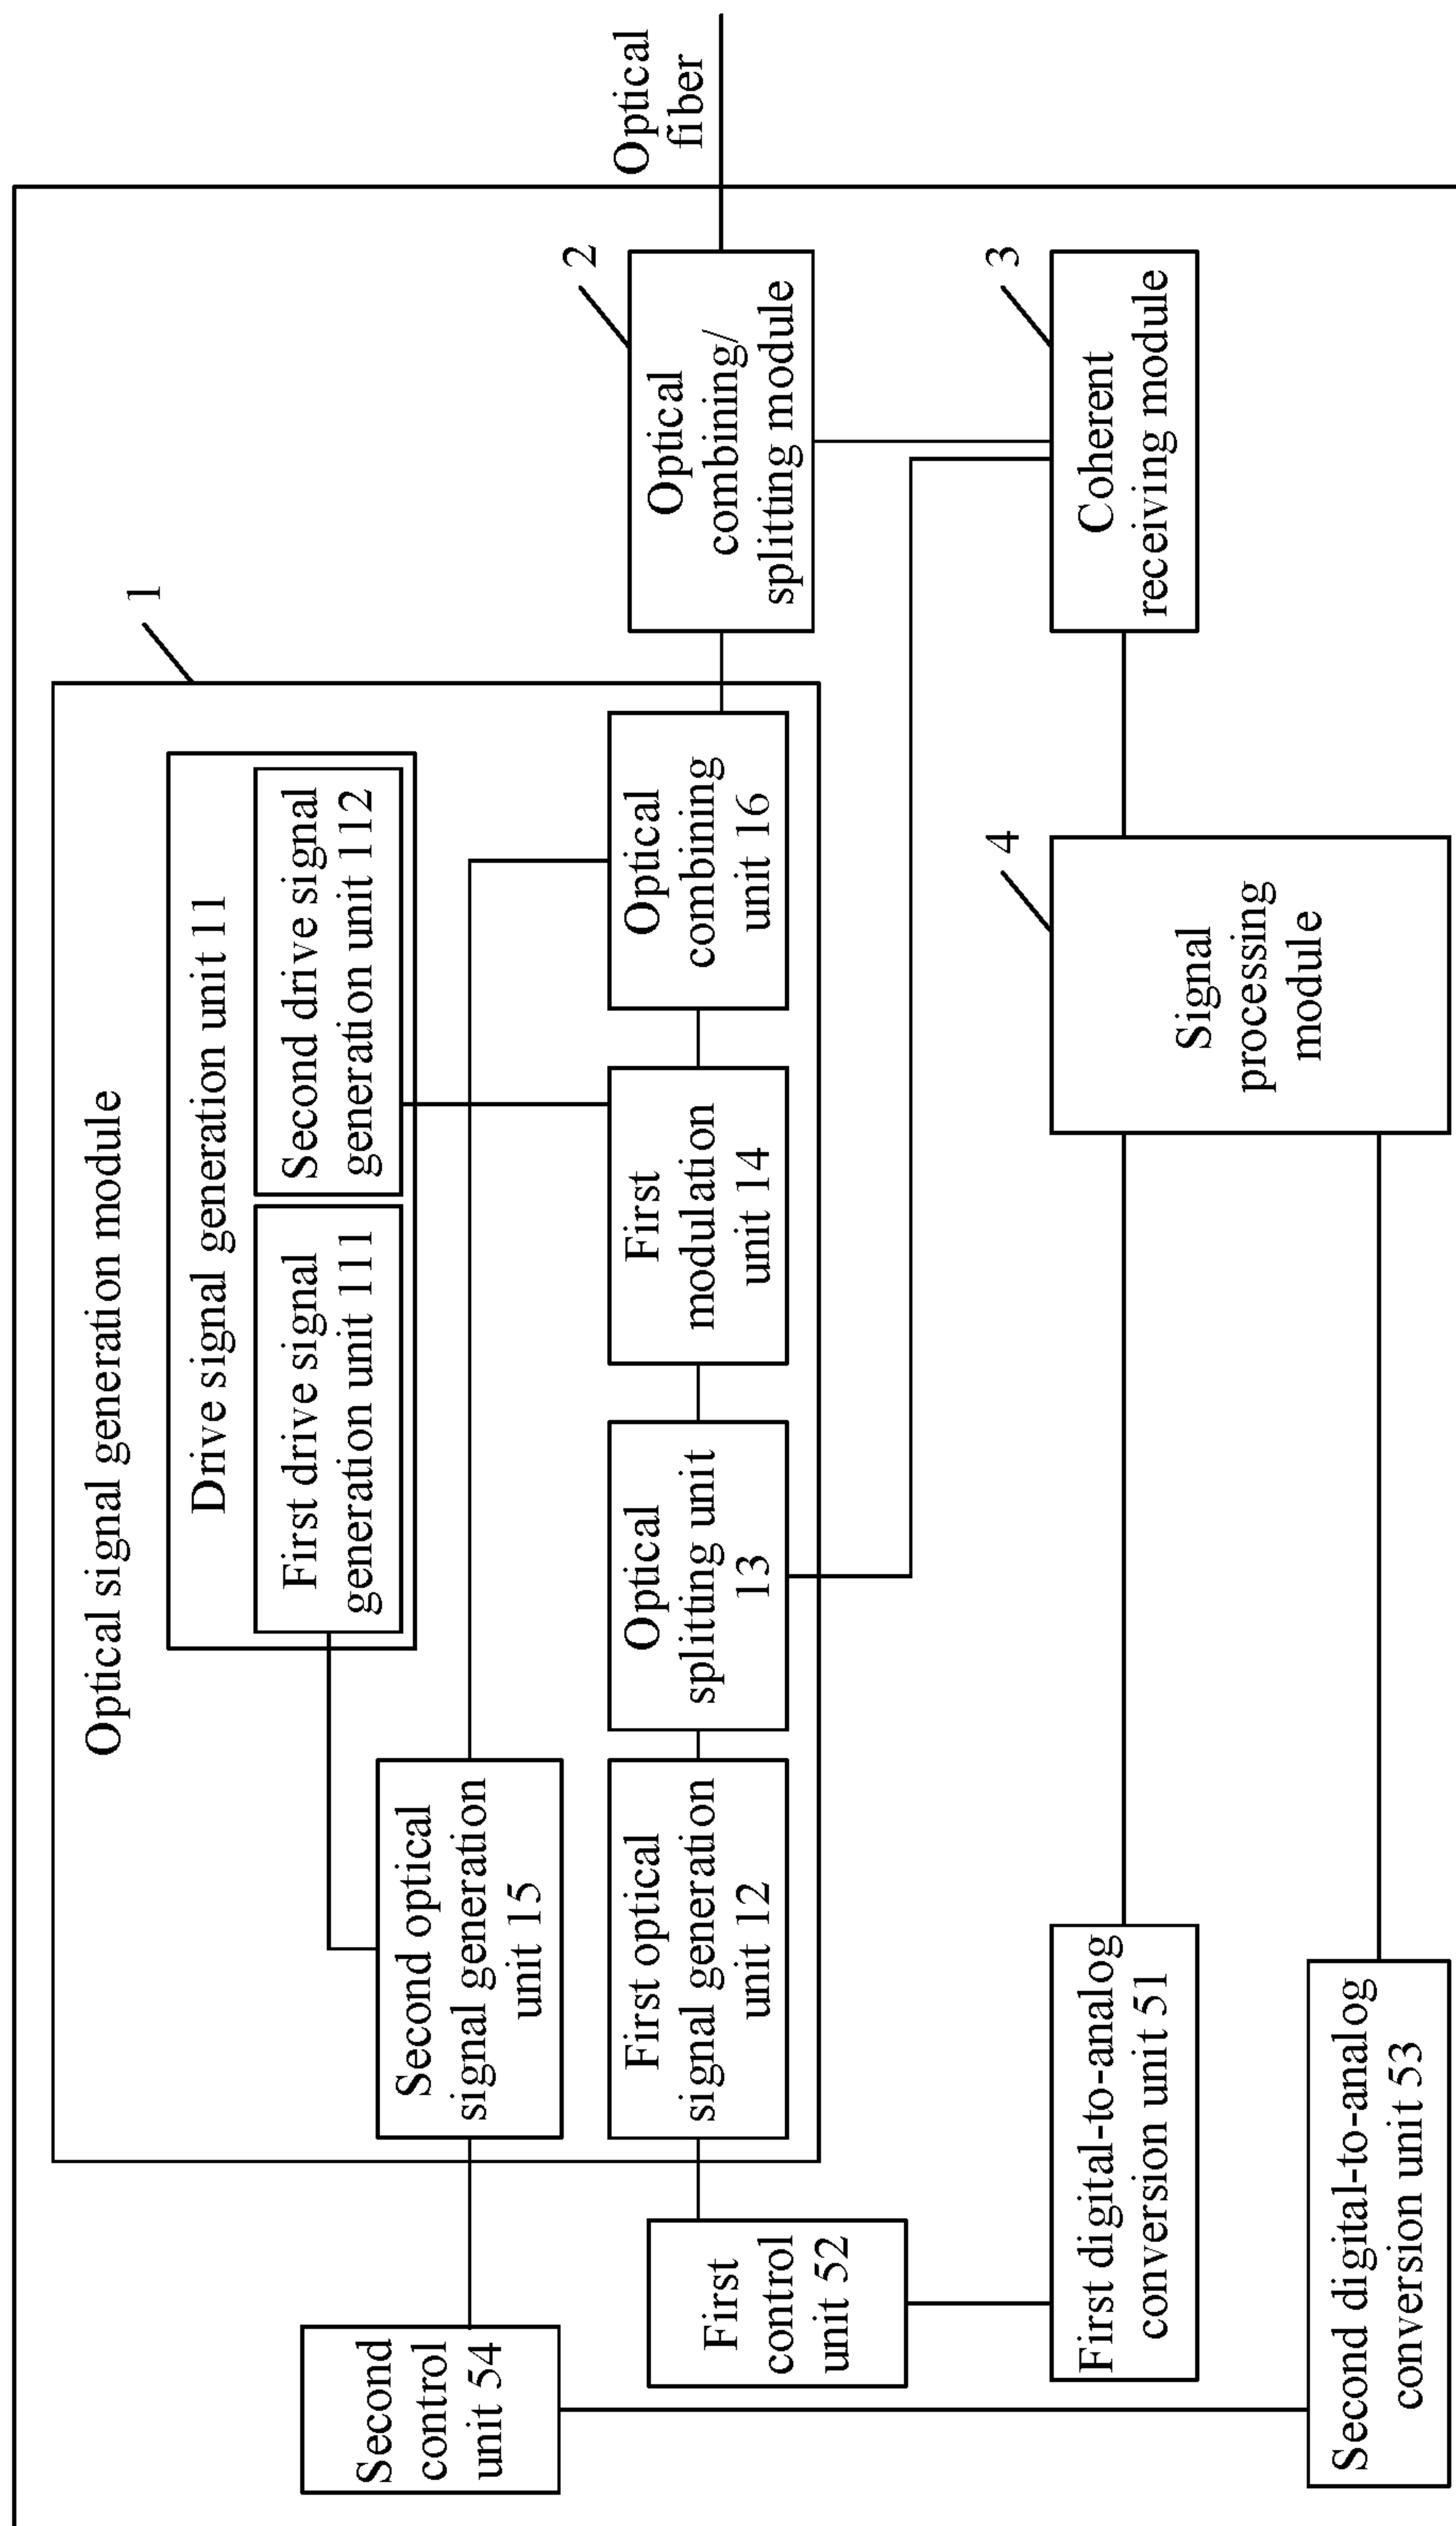 Optical signal generation module
1
Drive signal generation unit 11
First drive signal
generation unit 111
Second drive signal
generation unit 112
Second optical
signal generation
unit 15
First optical
signal generation
unit 12
Optical
splitting unit
13
First
modulation
unit 14
Optical
combining
unit 16
Optical
combining/
splitting module
2
Optical
fiber
Second
control
unit 54
First
control
unit 52
Coherent
receiving module
3
Signal
processing
module
4
First digital-to-analog
conversion unit 51
Second digital-to-analog
conversion unit 53